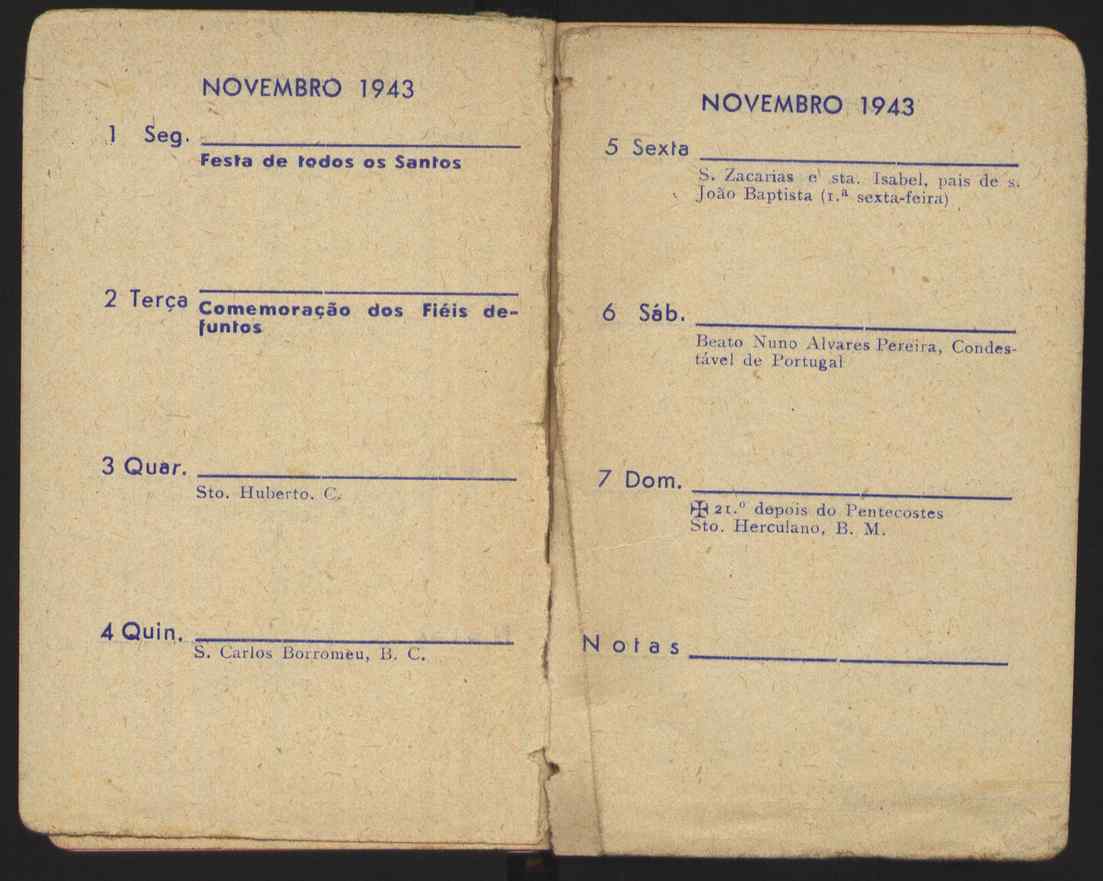 NOVEMBRO 1943
1 Seg.
Festa de todos os Santos
2 Terça
Comemoração dos Fiéis de-
funtos
3 Quar.
Sto. Huberto. C.
4 Quin.
S. Carlos Borromeu, B. C.
NOVEMBRO 1943
5 Sexta
S. Zacarias e sta. Isabel, pais de s.
João Baptista (1.ª sexta-feira)
6 Sáb.
Beato Nuno Alvares Pereira, Condes-
tável de Portugal
7 Dom.
✠ 21.º depois do Pentecostes
Sto. Herculano, B. M.
Notas